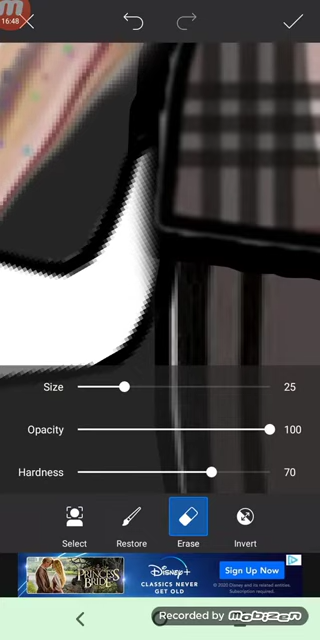 16:48
Size 25
Opacity 100
Hardness 70
Select Restore Erase Invert
THE PRINCESS BRIDE
Disney+
CLASSICS NEVER GET OLD
Sign Up Now
Recorded by mobizen